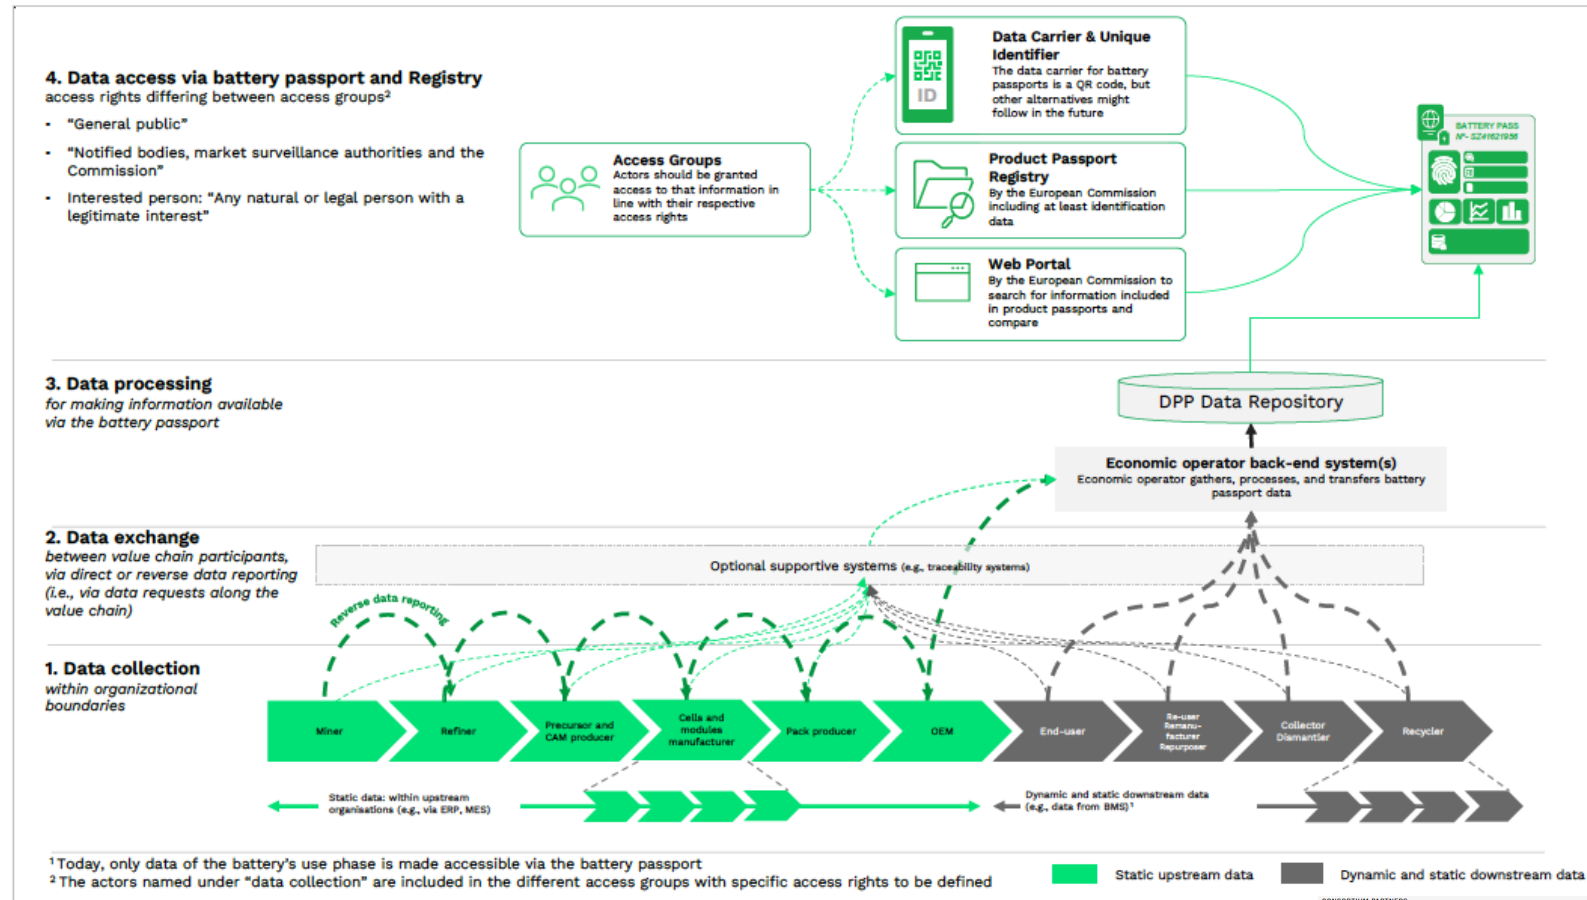 4. Data access via battery passport and Registry
access rights differing between access groups²
- “General public”
- “Notified bodies, market surveillance authorities and the
Commission”
- Interested person: “Any natural or legal person with a
legitimate interest”
Access Groups
Actors should be granted
access to that information in
line with their respective
access rights
ID
Data Carrier & Unique
Identifier
The data carrier for battery
passports is a QR code, but
other alternatives might
follow in the future
Product Passport
Registry
By the European Commission
including at least identification
data
Web Portal
By the European Commission to
search for information included
in product passports and
compare
BATTERY PASS
Nº- SZ41621956
3. Data processing
for making information available
via the battery passport
DPP Data Repository
Economic operator back-end system(s)
Economic operator gathers, processes, and transfers battery
passport data
2. Data exchange
between value chain participants,
via direct or reverse data reporting
(i.e., via data requests along the
value chain)
Optional supportive systems (e.g., traceability systems)
Reverse data reporting
1. Data collection
within organizational
boundaries
Miner
Refiner
Precursor and
CAM producer
Cells and
modules
manufacturer
Pack producer
OEM
End-user
Re-user
Remanu-
facturer
Repurposer
Collector
Dismantler
Recycler
Static data: within upstream
organisations (e.g., via ERP, MES)
Dynamic and static downstream data
(e.g., data from BMS)¹
¹ Today, only data of the battery’s use phase is made accessible via the battery passport
² The actors named under “data collection” are included in the different access groups with specific access rights to be defined
Static upstream data
Dynamic and static downstream data
CONSORTIUM PARTNERS